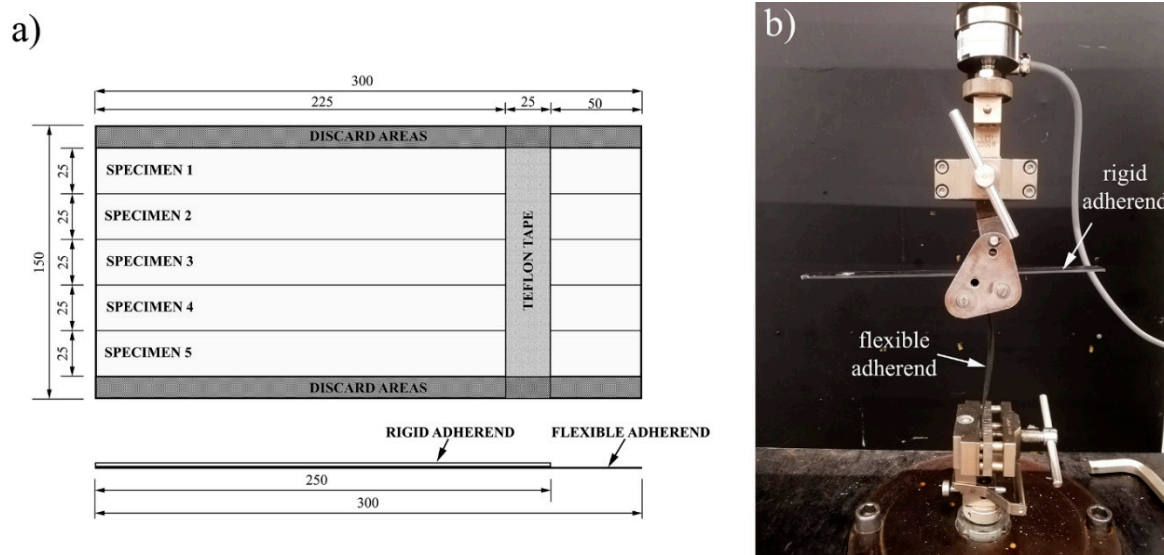 a)
300
225
25
50
DISCARD AREAS
SPECIMEN 1
SPECIMEN 2
SPECIMEN 3
SPECIMEN 4
SPECIMEN 5
DISCARD AREAS
TEFLON TAPE
150
25
25
25
25
25
RIGID ADHEREND
FLEXIBLE ADHEREND
250
300
b)
rigid
adherend
flexible
adherend